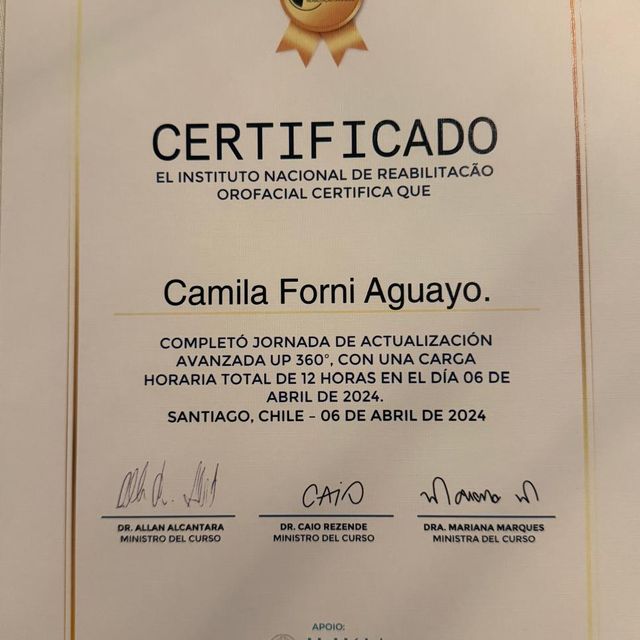 CERTIFICADO
EL INSTITUTO NACIONAL DE REABILITACÃO
OROFACIAL CERTIFICA QUE
Camila Forni Aguayo.
COMPLETÓ JORNADA DE ACTUALIZACIÓN
AVANZADA UP 360°, CON UNA CARGA
HORARIA TOTAL DE 12 HORAS EN EL DÍA 06 DE
ABRIL DE 2024.
SANTIAGO, CHILE – 06 DE ABRIL DE 2024
CAIO
DR. ALLAN ALCANTARA
MINISTRO DEL CURSO
DR. CAIO REZENDE
MINISTRO DEL CURSO
DRA. MARIANA MARQUES
MINISTRA DEL CURSO
APOIO: